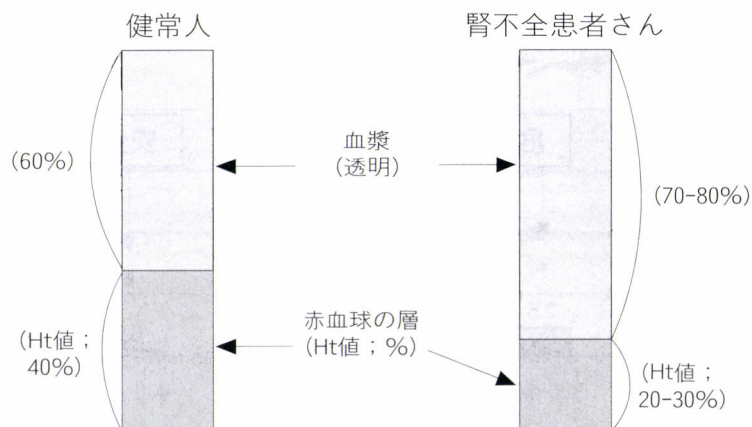 健常人
腎不全患者さん
(60%)
血漿
(透明)
(70-80%)
(Ht値；
40%)
赤血球の層
(Ht値；%)
(Ht値；
20-30%)